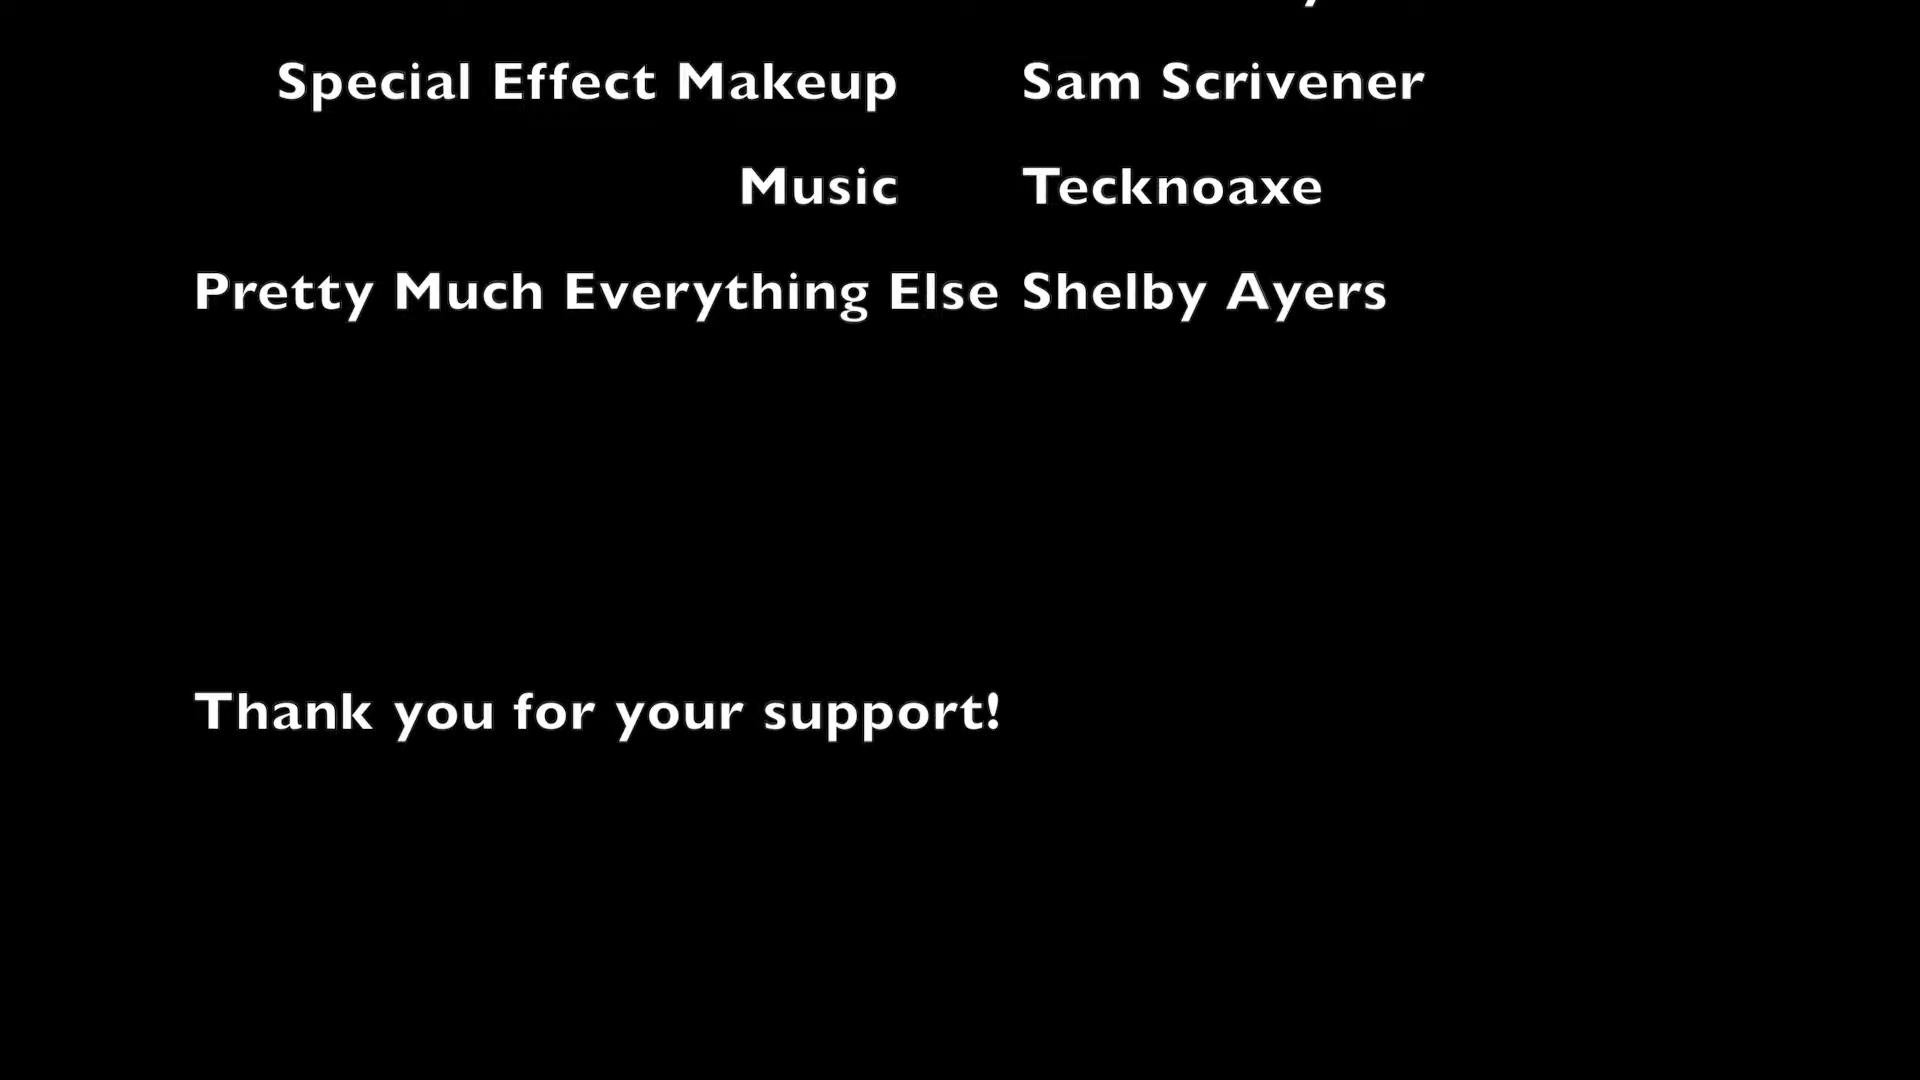 Special Effect Makeup Sam Scrivener
Music Tecknoaxe
Pretty Much Everything Else Shelby Ayers
Thank you for your support!